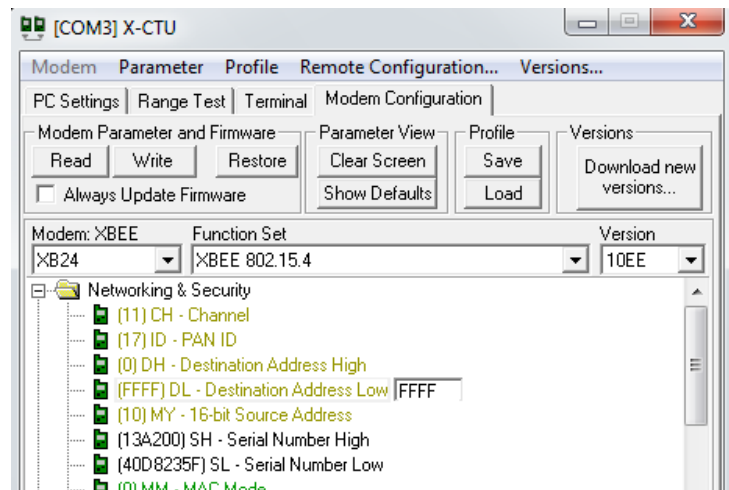 [COM3] X-CTU
Modem Parameter Profile Remote Configuration... Versions...
PC Settings Range Test Terminal Modem Configuration
Modem Parameter and Firmware Parameter View Profile Versions
Read Write Restore Clear Screen Save Download new versions...
Always Update Firmware Show Defaults Load
Modem: XBEE Function Set Version
XB24 XBEE 802.15.4 10EE
Networking & Security
(11) CH - Channel
(17) ID - PAN ID
(0) DH - Destination Address High
(FFFF) DL - Destination Address Low FFFF
(10) MY - 16-bit Source Address
(13A200) SH - Serial Number High
(40D8235F) SL - Serial Number Low
(0) MM - MAC Mode